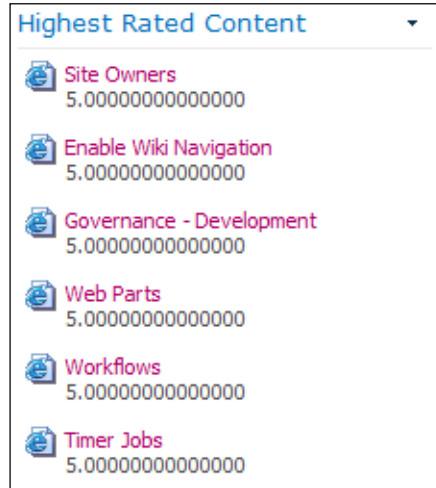 Highest Rated Content
Site Owners
5.00000000000000
Enable Wiki Navigation
5.00000000000000
Governance - Development
5.00000000000000
Web Parts
5.00000000000000
Workflows
5.00000000000000
Timer Jobs
5.00000000000000